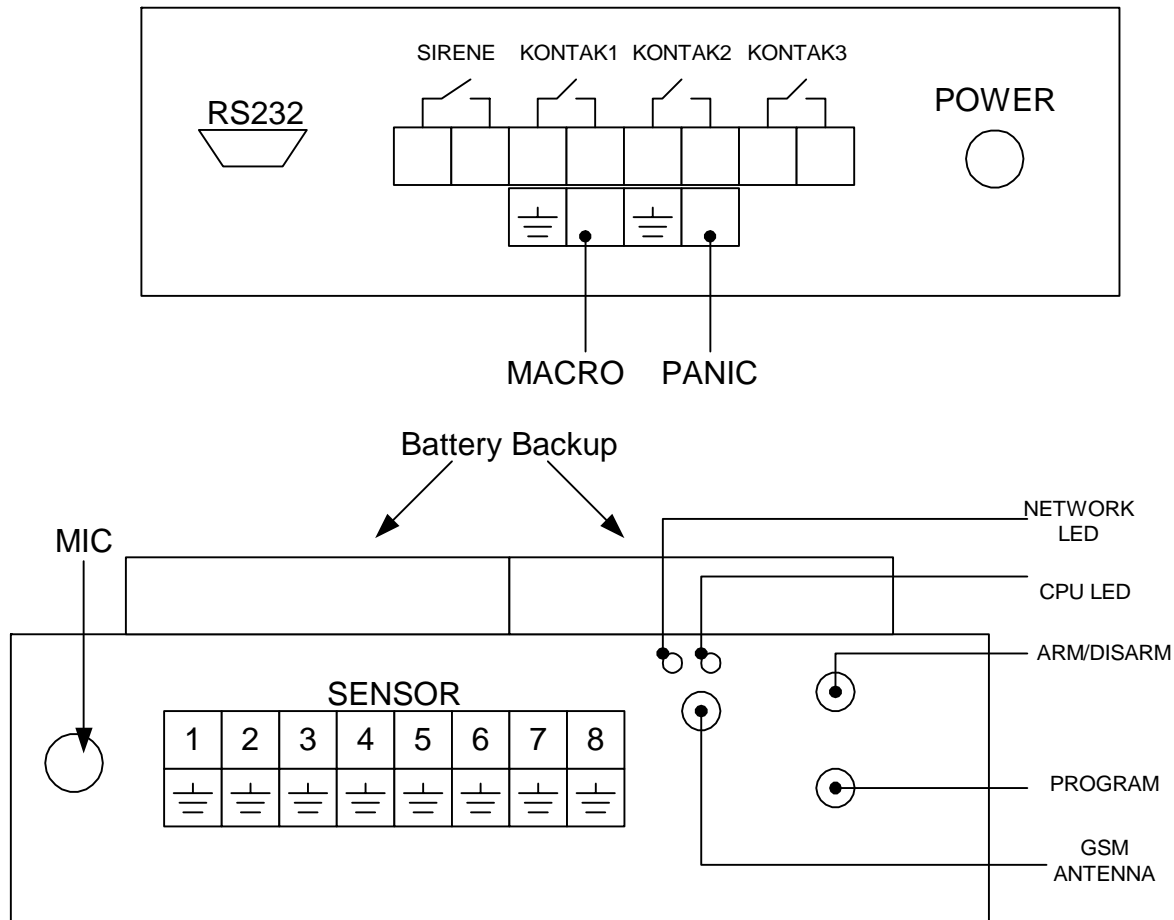 SIRENE KONTAK1 KONTAK2 KONTAK3
RS232
POWER
MACRO PANIC
Battery Backup
NETWORK
LED
MIC
CPU LED
ARM/DISARM
SENSOR
1 2 3 4 5 6 7 8
PROGRAM
GSM
ANTENNA